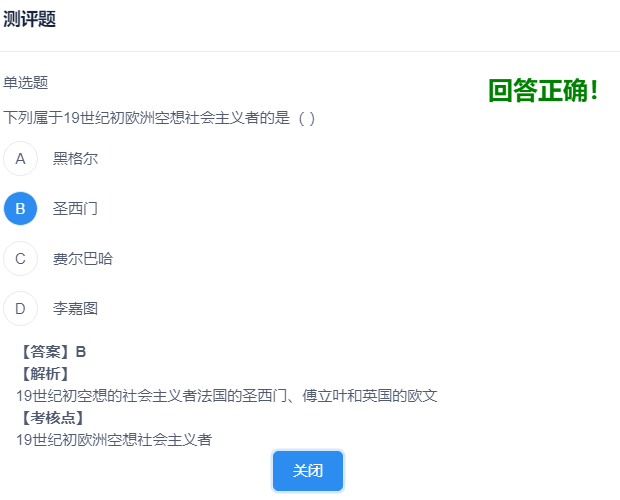 测评题
单选题
回答正确！
下列属于19世纪初欧洲空想社会主义者的是（ ）
A 黑格尔
B 圣西门
C 费尔巴哈
D 李嘉图
【答案】B
【解析】
19世纪初空想的社会主义者法国的圣西门、傅立叶和英国的欧文
【考核点】
19世纪初欧洲空想社会主义者
关闭